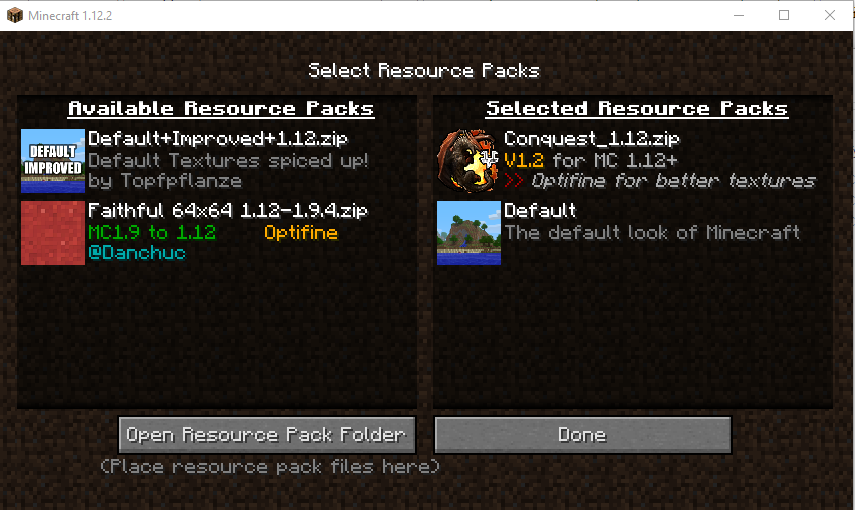 Minecraft 1.12.2
Select Resource Packs
Available Resource Packs
DEFAULT
IMPROVED
Default+Improved+1.12.zip
Default Textures spiced up!
by Topfpflanze
Faithful 64x64 1.12-1.9.4.zip
MC1.9 to 1.12 Optifine
@Danchuc
Selected Resource Packs
Conquest_1.12.zip
V1.2 for MC 1.12+
>> Optifine for better textures
Default
The default look of Minecraft
Open Resource Pack Folder
Done
(Place resource pack files here)